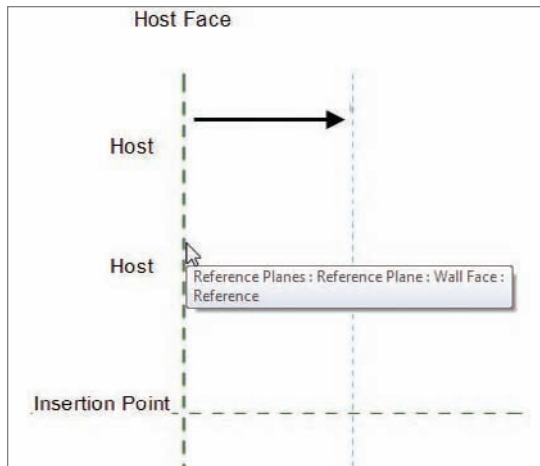 Host Face
Host
Host
Reference Planes : Reference Plane : Wall Face :
Reference
Insertion Point